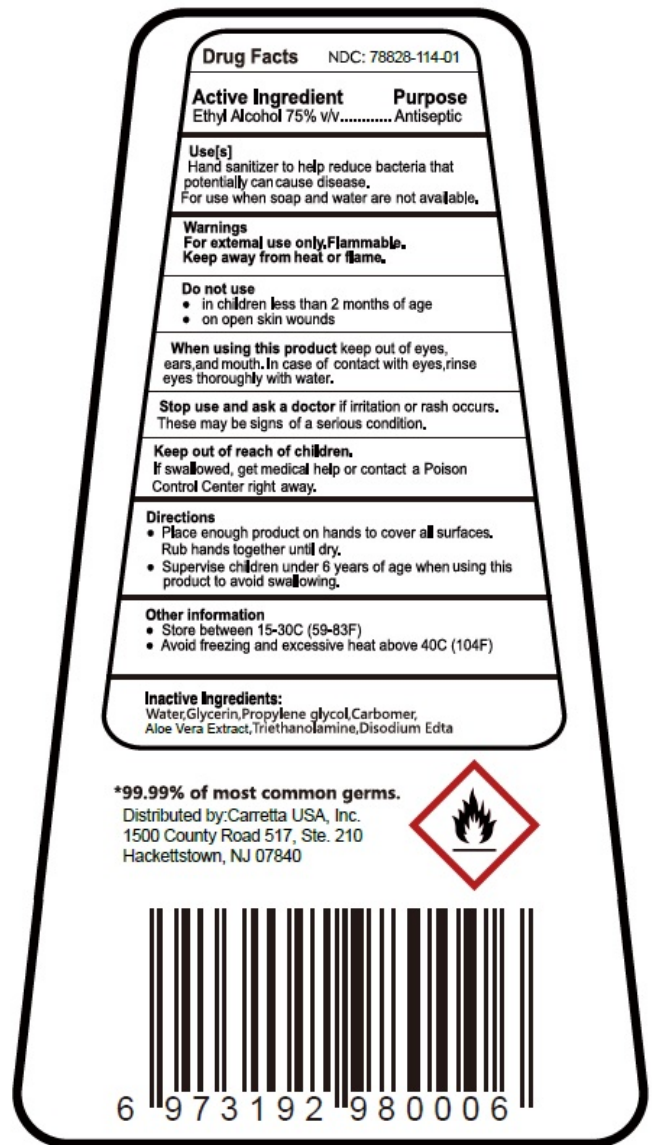 Drug Facts NDC: 78828-114-01
Active Ingredient Purpose
Ethyl Alcohol 75% v/v............ Antiseptic
Use[s]
Hand sanitizer to help reduce bacteria that
potentially can cause disease.
For use when soap and water are not available.
Warnings
For external use only.Flammable.
Keep away from heat or flame.
Do not use
• in children less than 2 months of age
• on open skin wounds
When using this product keep out of eyes,
ears,and mouth. In case of contact with eyes,rinse
eyes thoroughly with water.
Stop use and ask a doctor if irritation or rash occurs.
These may be signs of a serious condition.
Keep out of reach of children.
If swallowed, get medical help or contact a Poison
Control Center right away.
Directions
• Place enough product on hands to cover all surfaces.
Rub hands together until dry.
• Supervise children under 6 years of age when using this
product to avoid swallowing.
Other information
• Store between 15-30C (59-83F)
• Avoid freezing and excessive heat above 40C (104F)
Inactive Ingredients:
Water,Glycerin,Propylene glycol,Carbomer,
Aloe Vera Extract,Triethanolamine,Disodium Edta
*99.99% of most common germs.
Distributed by:Carretta USA, Inc.
1500 County Road 517, Ste. 210
Hackettstown, NJ 07840
6 973192 980006